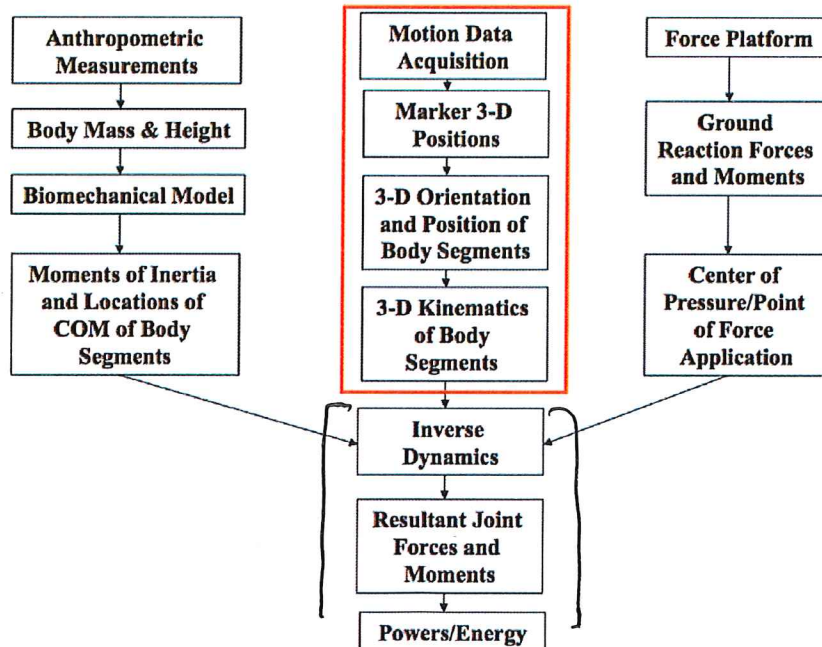 Anthropometric
Measurements
Body Mass & Height
Biomechanical Model
Moments of Inertia
and Locations of
COM of Body
Segments
Motion Data
Acquisition
Marker 3-D
Positions
3-D Orientation
and Position of
Body Segments
3-D Kinematics
of Body
Segments
Force Platform
Ground
Reaction Forces
and Moments
Center of
Pressure/Point
of Force
Application
Inverse
Dynamics
Resultant Joint
Forces and
Moments
Powers/Energy